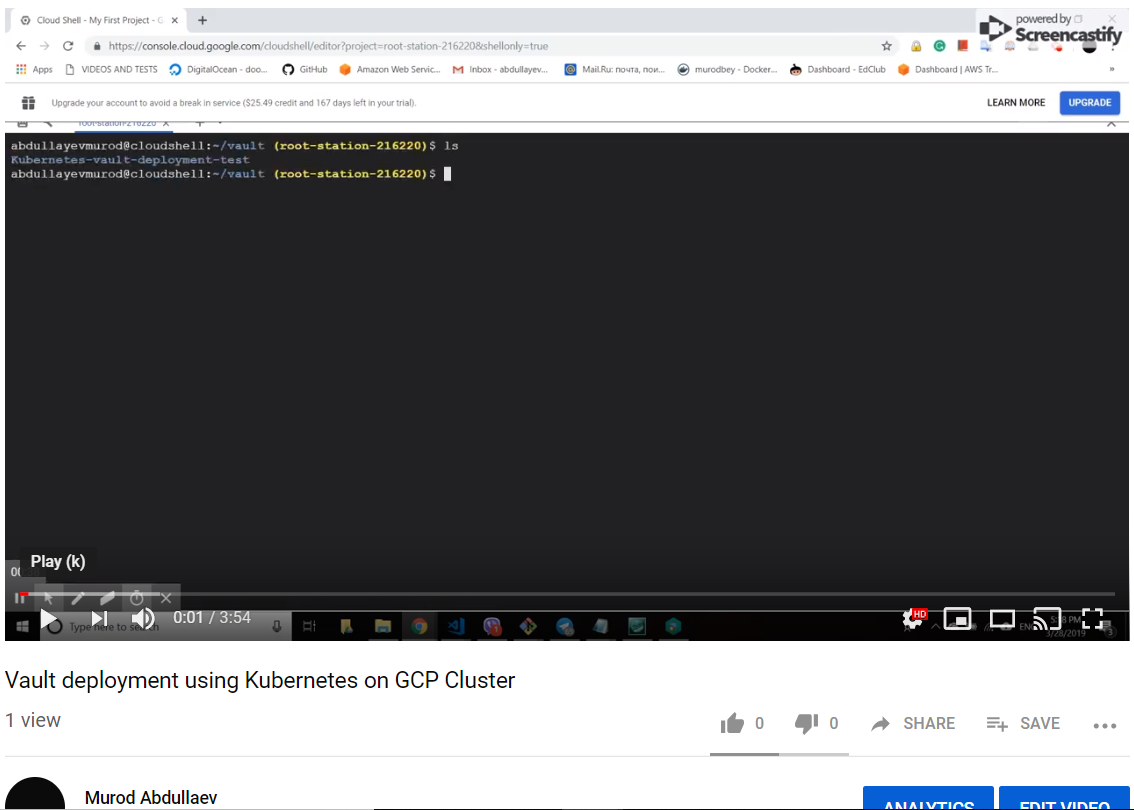 Cloud Shell - My First Project - G
powered by
Screencastify
https://console.cloud.google.com/cloudshell/editor?project=root-station-216220&shellonly=true
Apps VIDEOS AND TESTS DigitalOcean - doo... GitHub Amazon Web Servic... Inbox - abdullayev... Mail.Ru: почта, пои... murodbey - Docker... Dashboard - EdClub Dashboard | AWS Tr...
Upgrade your account to avoid a break in service ($25.49 credit and 167 days left in your trial). LEARN MORE UPGRADE
root-station-216220
abdullayevmurod@cloudshell:~/vault (root-station-216220)$ ls
Kubernetes-vault-deployment-test
abdullayevmurod@cloudshell:~/vault (root-station-216220)$
Play (k)
0:01 / 3:54
HD
Type here to search
3/28/2019
Vault deployment using Kubernetes on GCP Cluster
1 view
0 0 SHARE SAVE
Murod Abdullaev
ANALYTICS EDIT VIDEO